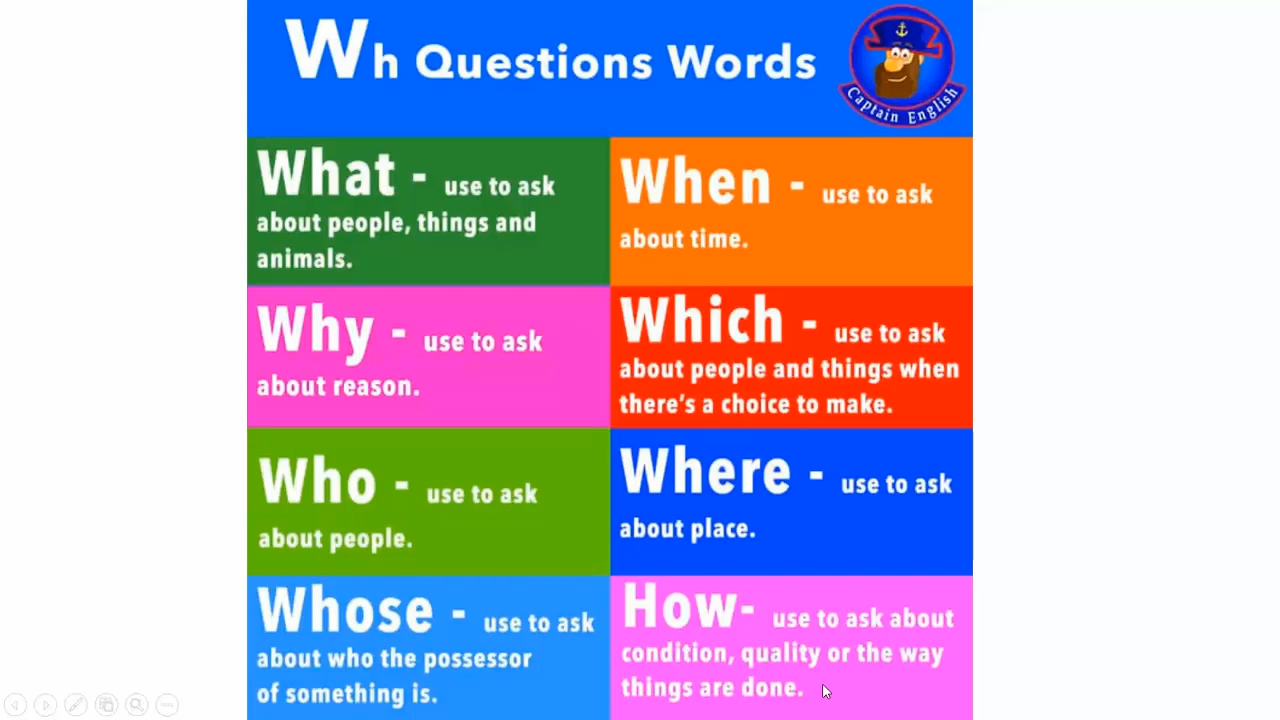 Wh Questions Words
Captain English
What - use to ask
about people, things and
animals.
When - use to ask
about time.
Why - use to ask
about reason.
Which - use to ask
about people and things when
there's a choice to make.
Who - use to ask
about people.
Where - use to ask
about place.
Whose - use to ask
about who the possessor
of something is.
How- use to ask about
condition, quality or the way
things are done.